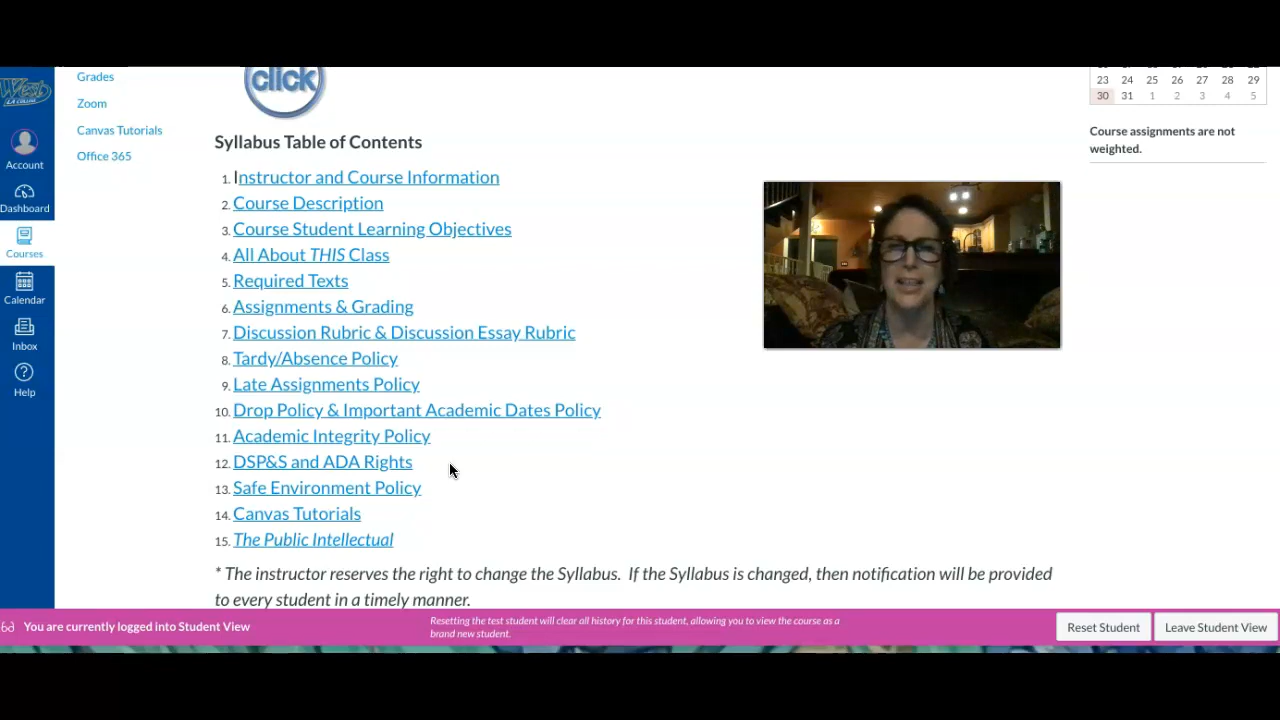 West
LA COLLEGE
Account
Dashboard
Courses
Calendar
Inbox
Help
Grades
Zoom
Canvas Tutorials
Office 365
click
Syllabus Table of Contents
1. Instructor and Course Information
2. Course Description
3. Course Student Learning Objectives
4. All About THIS Class
5. Required Texts
6. Assignments & Grading
7. Discussion Rubric & Discussion Essay Rubric
8. Tardy/Absence Policy
9. Late Assignments Policy
10. Drop Policy & Important Academic Dates Policy
11. Academic Integrity Policy
12. DSP&S and ADA Rights
13. Safe Environment Policy
14. Canvas Tutorials
15. The Public Intellectual
* The instructor reserves the right to change the Syllabus. If the Syllabus is changed, then notification will be provided
to every student in a timely manner.
23 24 25 26 27 28 29
30 31 1 2 3 4 5
Course assignments are not
weighted.
You are currently logged into Student View
Resetting the test student will clear all history for this student, allowing you to view the course as a
brand new student.
Reset Student
Leave Student View